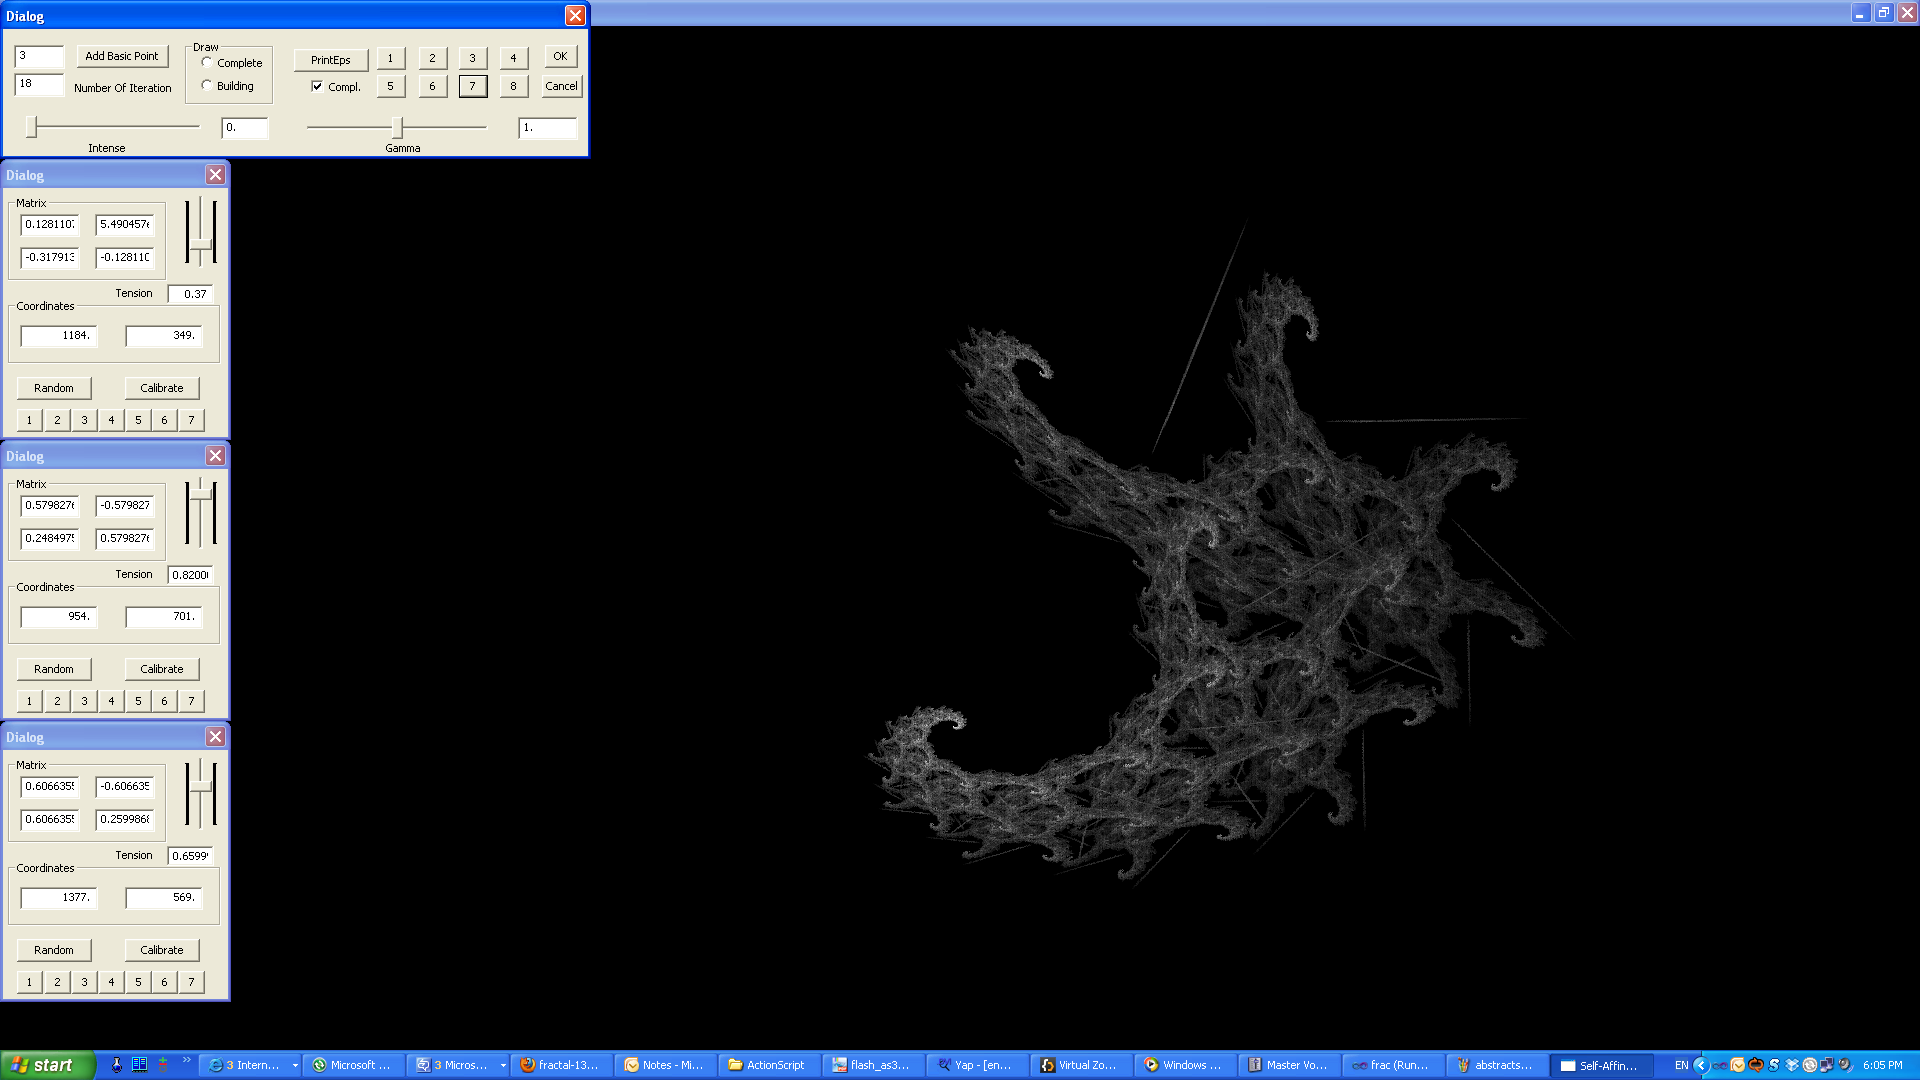 Dialog
3
Add Basic Point
Draw
Complete
Building
PrintEps
Compl.
1 2 3 4
OK
18
Number Of Iteration
5 6 7 8
Cancel
0.
1.
Intense
Gamma
Dialog
Matrix
0.128110
5.490457
-0.317913
-0.12811
Tension 0.37
Coordinates
1184. 349.
Random Calibrate
1 2 3 4 5 6 7
Dialog
Matrix
0.579827
-0.579827
0.248497
0.579827
Tension 0.820
Coordinates
954. 701.
Random Calibrate
1 2 3 4 5 6 7
Dialog
Matrix
0.606635
-0.606635
0.606635
0.259986
Tension 0.659
Coordinates
1377. 569.
Random Calibrate
1 2 3 4 5 6 7
start
3 Intern...
Microsoft ...
3 Micros...
fractal-13...
Notes - Mi...
ActionScript
flash_as3...
Yap - [en...
Virtual Zo...
Windows ...
Master Vo...
frac (Run...
abstracts...
Self-Affin...
EN
6:05 PM